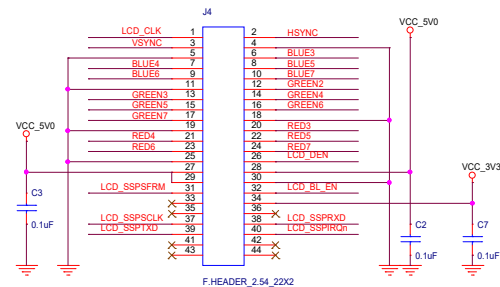 J4
VCC_5V0
LCD_CLK 1 2 HSYNC
VSYNC 3 4
5 6 BLUE3
BLUE4 7 8 BLUE5
BLUE6 9 10 BLUE7
11 12 GREEN2
GREEN3 13 14 GREEN4
GREEN5 15 16 GREEN6
GREEN7 17 18
VCC_5V0 19 20 RED3
RED4 21 22 RED5
RED6 23 24 RED7
25 26 LCD_DEN
27 28 VCC_3V3
29 30
C3 LCD_SSPSFRM 31 32 LCD_BL_EN
33 34
35 36
0.1uF LCD_SSPSCLK 37 38 LCD_SSPRXD C2 C7
LCD_SSPTXD 39 40 LCD_SSPIRQn
41 42
43 44 0.1uF 0.1uF
F.HEADER_2.54_22X2